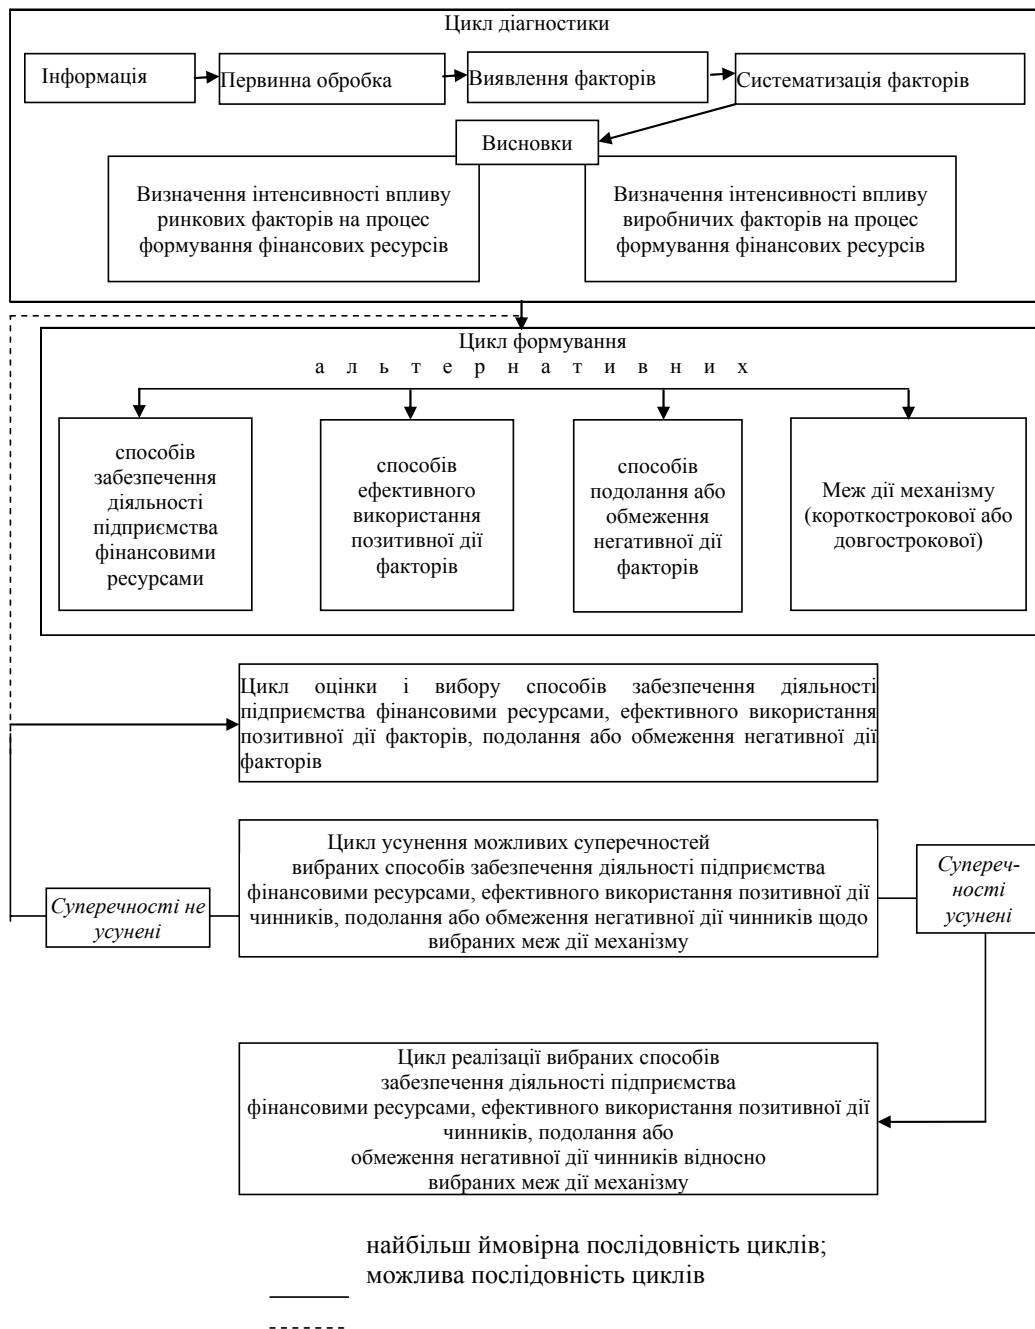 Цикл діагностики
Інформація
Первинна обробка
Виявлення факторів
Систематизація факторів
Висновки
Визначення інтенсивності впливу
ринкових факторів на процес
формування фінансових ресурсів
Визначення інтенсивності впливу
виробничих факторів на процес
формування фінансових ресурсів
Цикл формування
а л ь т е р н а т и в н и х
способів
забезпечення
діяльності
підприємства
фінансовими
ресурсами
способів
ефективного
використання
позитивної дії
факторів
способів
подолання або
обмеження
негативної дії
факторів
Меж дії механізму
(короткострокової або
довгострокової)
Цикл оцінки і вибору способів забезпечення діяльності
підприємства фінансовими ресурсами, ефективного використання
позитивної дії факторів, подолання або обмеження негативної дії
факторів
Цикл усунення можливих суперечностей
вибраних способів забезпечення діяльності підприємства
фінансовими ресурсами, ефективного використання позитивної дії
чинників, подолання або обмеження негативної дії чинників щодо
вибраних меж дії механізму
Супереч-
ності
усунені
Суперечності не
усунені
Цикл реалізації вибраних способів
забезпечення діяльності підприємства
фінансовими ресурсами, ефективного використання позитивної дії
чинників, подолання або
обмеження негативної дії чинників відносно
вибраних меж дії механізму
найбільш ймовірна послідовність циклів;
можлива послідовність циклів